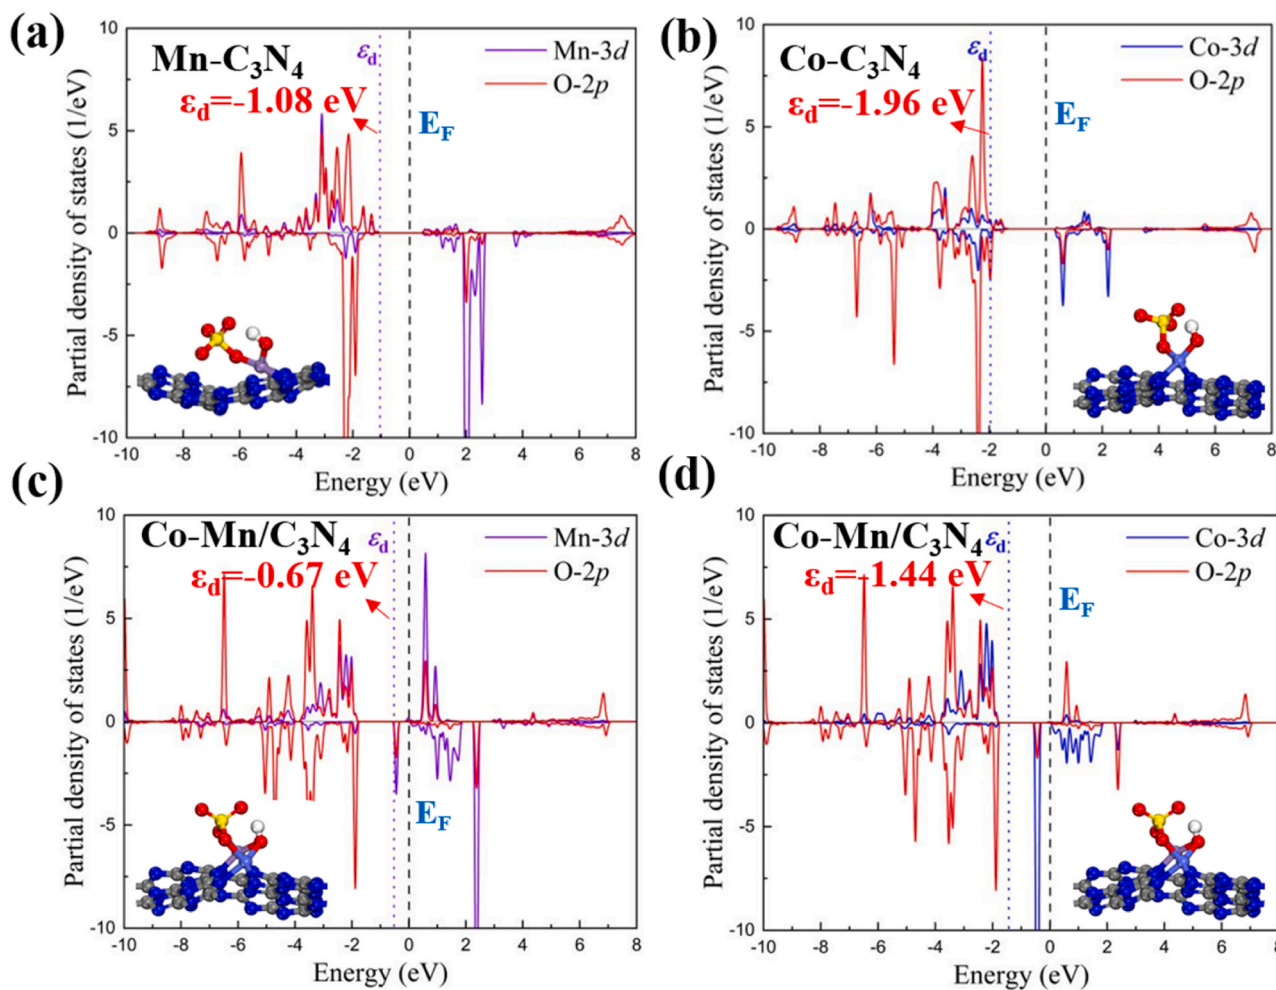 (a)
Mn-C₃N₄
εd=-1.08 eV
εd
EF
Mn-3d
O-2p
Partial density of states (1/eV)
10
5
0
-5
-10
-10 -8 -6 -4 -2 0 2 4 6 8
Energy (eV)
(b)
Co-C₃N₄
εd=-1.96 eV
εd
EF
Co-3d
O-2p
Partial density of states (1/eV)
10
5
0
-5
-10
-10 -8 -6 -4 -2 0 2 4 6 8
Energy (eV)
(c)
Co-Mn/C₃N₄
εd=-0.67 eV
εd
EF
Mn-3d
O-2p
Partial density of states (1/eV)
10
5
0
-5
-10
-10 -8 -6 -4 -2 0 2 4 6 8
Energy (eV)
(d)
Co-Mn/C₃N₄
εd=-1.44 eV
εd
EF
Co-3d
O-2p
Partial density of states (1/eV)
10
5
0
-5
-10
-10 -8 -6 -4 -2 0 2 4 6 8
Energy (eV)